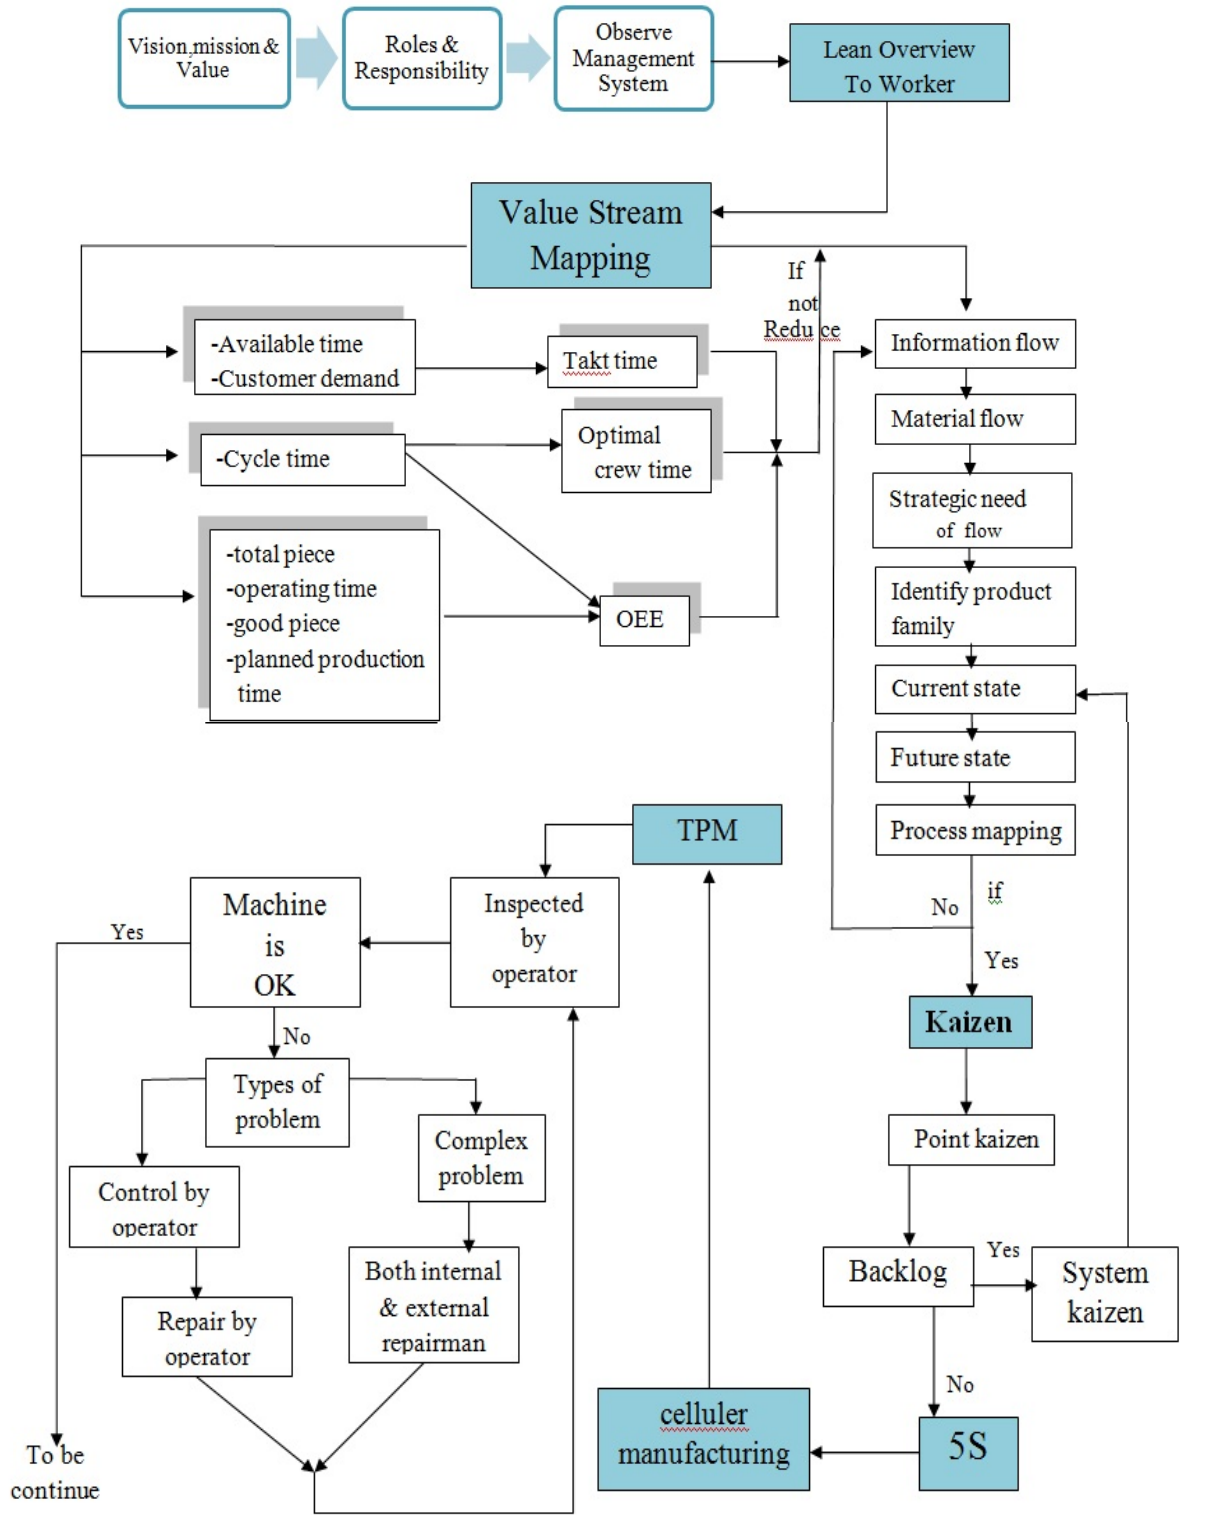 Vision,mission &
Value
Roles &
Responsibility
Observe
Management
System
Lean Overview
To Worker
Value Stream
Mapping
If
not
Reduce
-Available time
-Customer demand
Takt time
-Cycle time
Optimal
crew time
-total piece
-operating time
-good piece
-planned production
time
OEE
Information flow
Material flow
Strategic need
of flow
Identify product
family
Current state
Future state
Process mapping
if
No
Yes
Kaizen
Point kaizen
Backlog
Yes
System
kaizen
No
5S
celluler
manufacturing
TPM
Inspected
by
operator
Machine
is
OK
Yes
No
Types of
problem
Complex
problem
Control by
operator
Both internal
& external
repairman
Repair by
operator
To be
continue